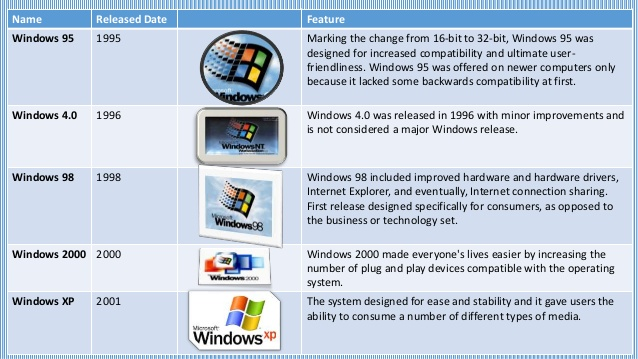 Name Released Date Feature
Windows 95 1995 Marking the change from 16-bit to 32-bit, Windows 95 was
designed for increased compatibility and ultimate user-
friendliness. Windows 95 was offered on newer computers only
because it lacked some backwards compatibility at first.
Windows
Windows 4.0 1996 Windows 4.0 was released in 1996 with minor improvements and
is not considered a major Windows release.
WindowsNT
Windows 98 1998 Windows 98 included improved hardware and hardware drivers,
Internet Explorer, and eventually, Internet connection sharing.
First release designed specifically for consumers, as opposed to
the business or technology set.
Microsoft
Windows98
Windows 2000 2000 Windows 2000 made everyone's lives easier by increasing the
number of plug and play devices compatible with the operating
system.
Windows2000
Windows XP 2001 The system designed for ease and stability and it gave users the
ability to consume a number of different types of media.
Microsoft
Windows xp